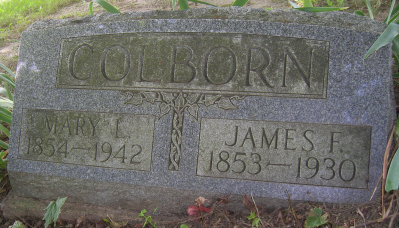 COLBORN
MARY E.
1854—1942
JAMES F.
1853—1930